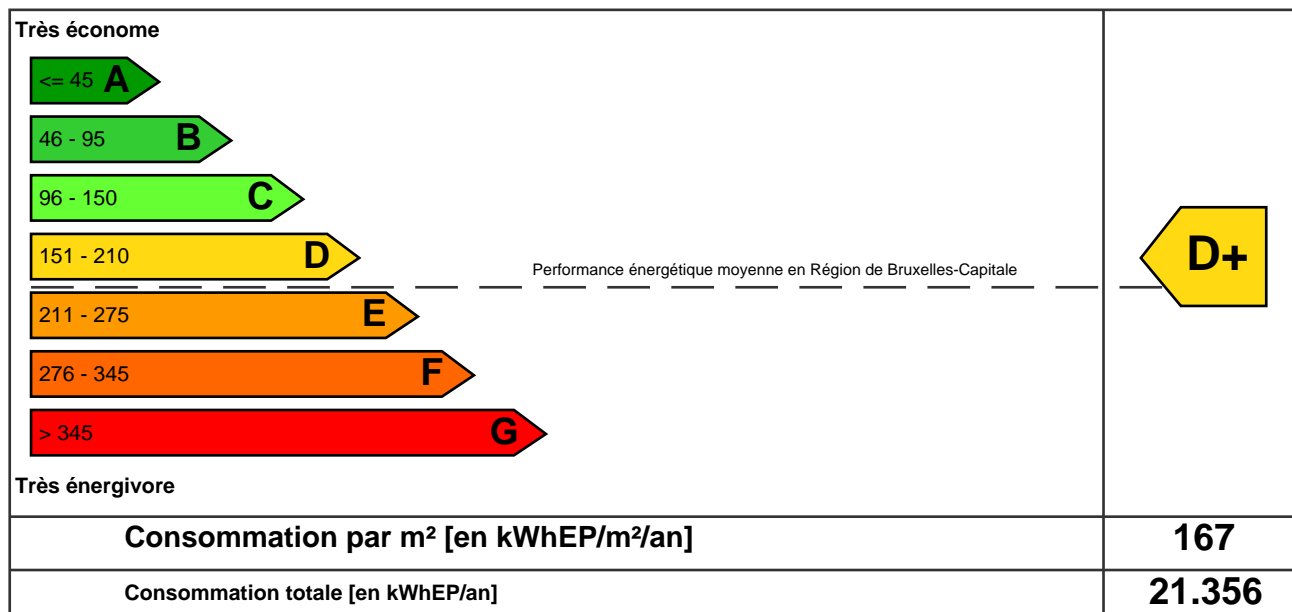 Très économe
<= 45 A
46 - 95 B
96 - 150 C
151 - 210 D
Performance énergétique moyenne en Région de Bruxelles-Capitale
D+
211 - 275 E
276 - 345 F
> 345 G
Très énergivore
Consommation par m² [en kWhEP/m²/an] 167
Consommation totale [en kWhEP/an] 21.356